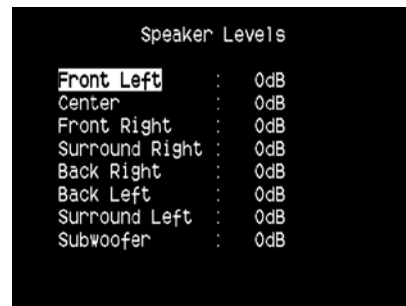 Speaker Levels
Front Left : 0dB
Center : 0dB
Front Right : 0dB
Surround Right : 0dB
Back Right : 0dB
Back Left : 0dB
Surround Left : 0dB
Subwoofer : 0dB